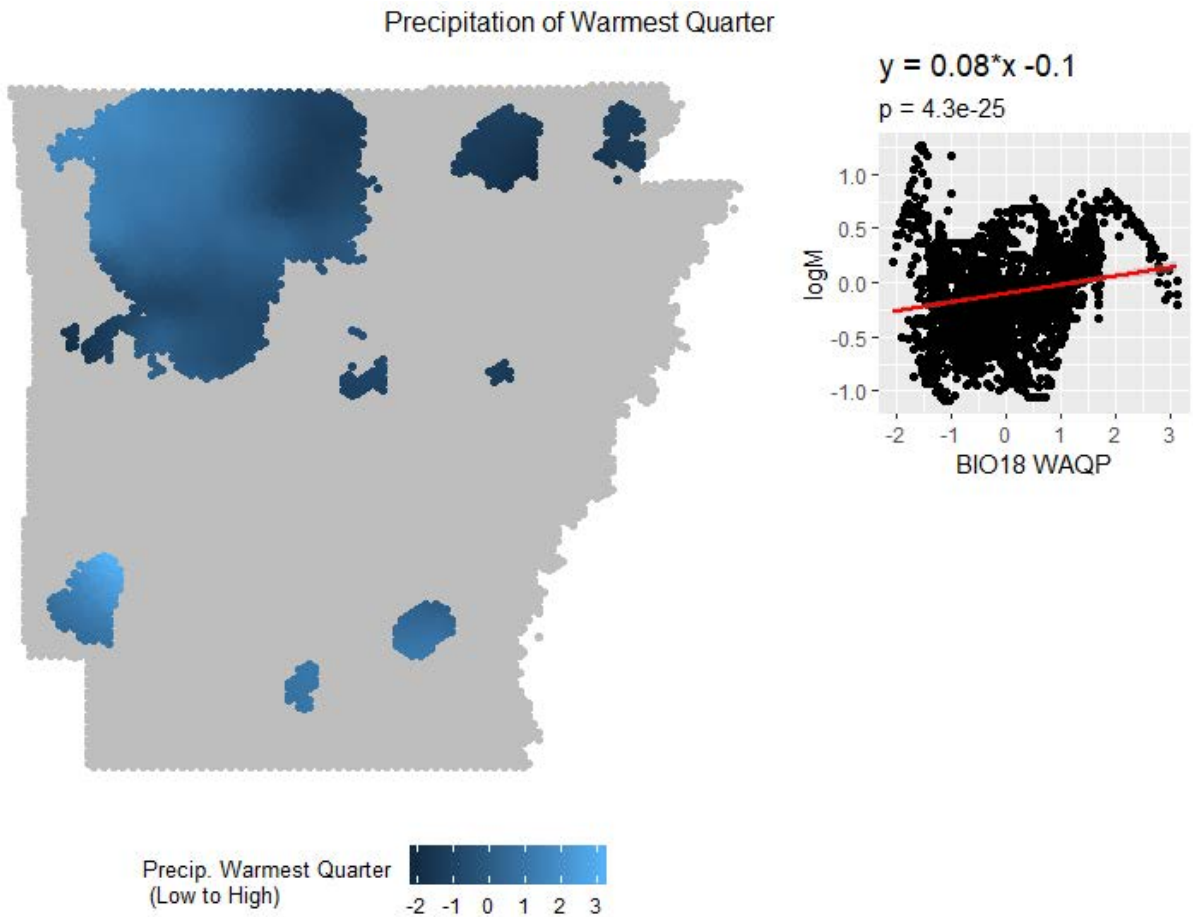 Precipitation of Warmest Quarter
y = 0.08*x -0.1
p = 4.3e-25
1.0
0.5
0.0
-0.5
-1.0
logM
-2 -1 0 1 2 3
BIO18 WAQP
Precip. Warmest Quarter
(Low to High)
-2 -1 0 1 2 3